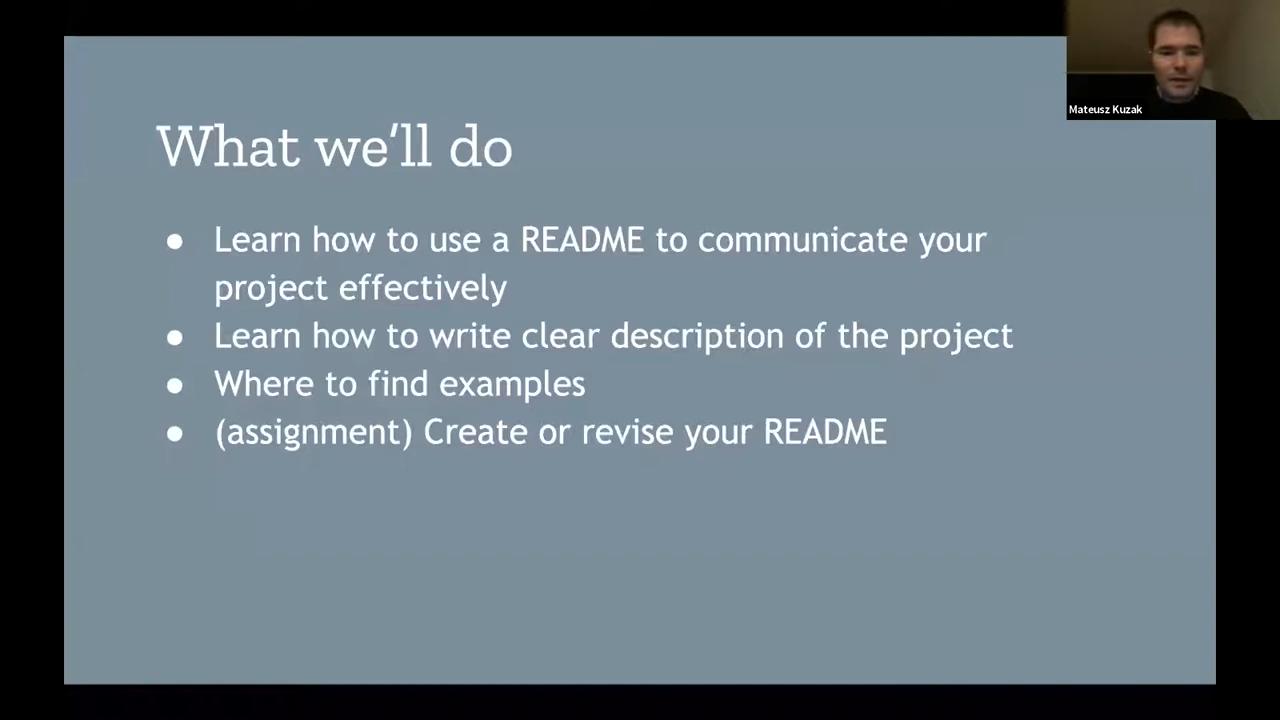 Mateusz Kuzak
What we'll do
● Learn how to use a README to communicate your
project effectively
● Learn how to write clear description of the project
● Where to find examples
● (assignment) Create or revise your README